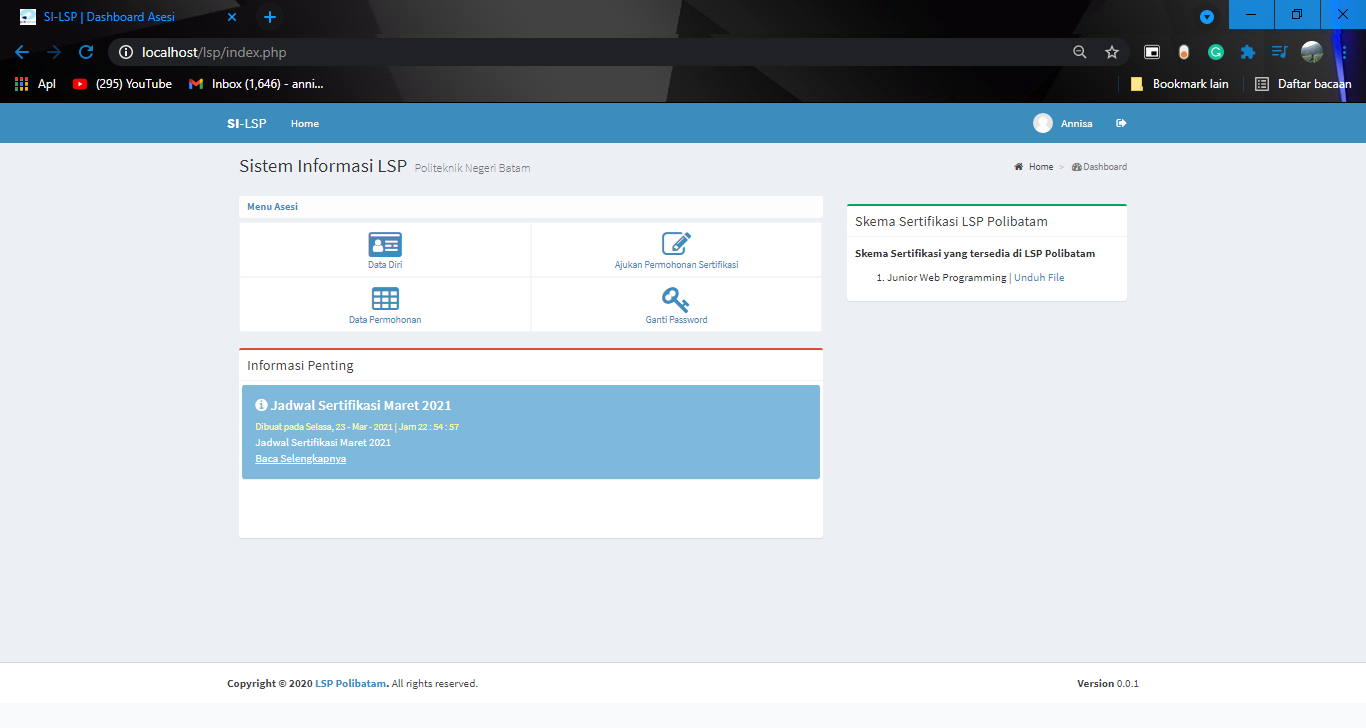 SI-LSP | Dashboard Asesi
localhost/lsp/index.php
Apl (295) YouTube Inbox (1,646) - anni... Bookmark lain Daftar bacaan
SI-LSP Home Annisa
Sistem Informasi LSP Politeknik Negeri Batam Home > Dashboard
Menu Asesi
Data Diri Ajukan Permohonan Sertifikasi
Data Permohonan Ganti Password
Skema Sertifikasi LSP Polibatam
Skema Sertifikasi yang tersedia di LSP Polibatam
1. Junior Web Programming | Unduh File
Informasi Penting
Jadwal Sertifikasi Maret 2021
Dibuat pada Selasa, 23 - Mar - 2021 | Jam 22 : 54 : 57
Jadwal Sertifikasi Maret 2021
Baca Selengkapnya
Copyright © 2020 LSP Polibatam. All rights reserved. Version 0.0.1